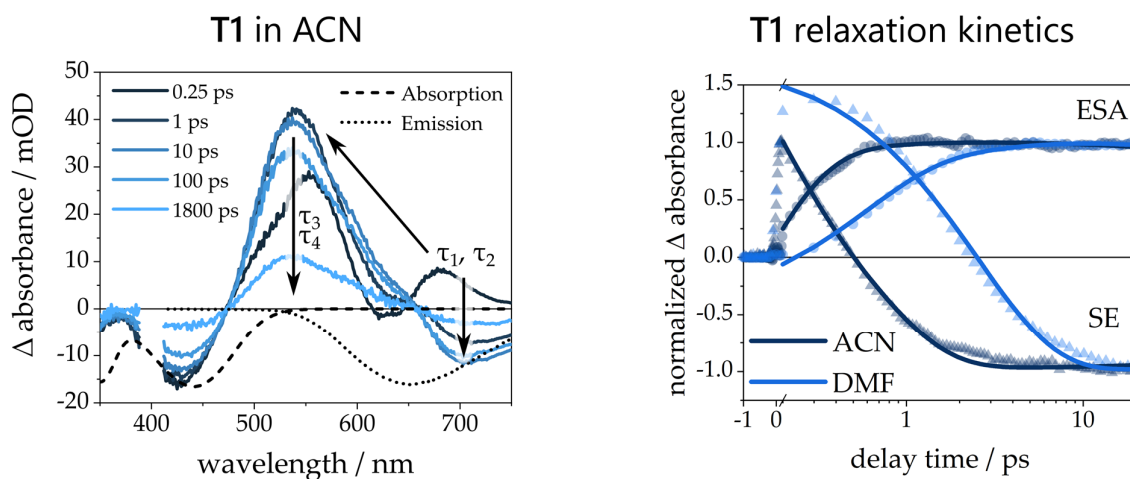 T1 in ACN
50
40
30
20
10
0
-10
-20
Δ absorbance / mOD
0.25 ps
1 ps
10 ps
100 ps
1800 ps
Absorption
Emission
τ3
τ4
τ1, τ2
400
500
600
700
wavelength / nm
T1 relaxation kinetics
1.5
1.0
0.5
0.0
-0.5
-1.0
normalized Δ absorbance
ESA
SE
ACN
DMF
-1
0
1
10
delay time / ps